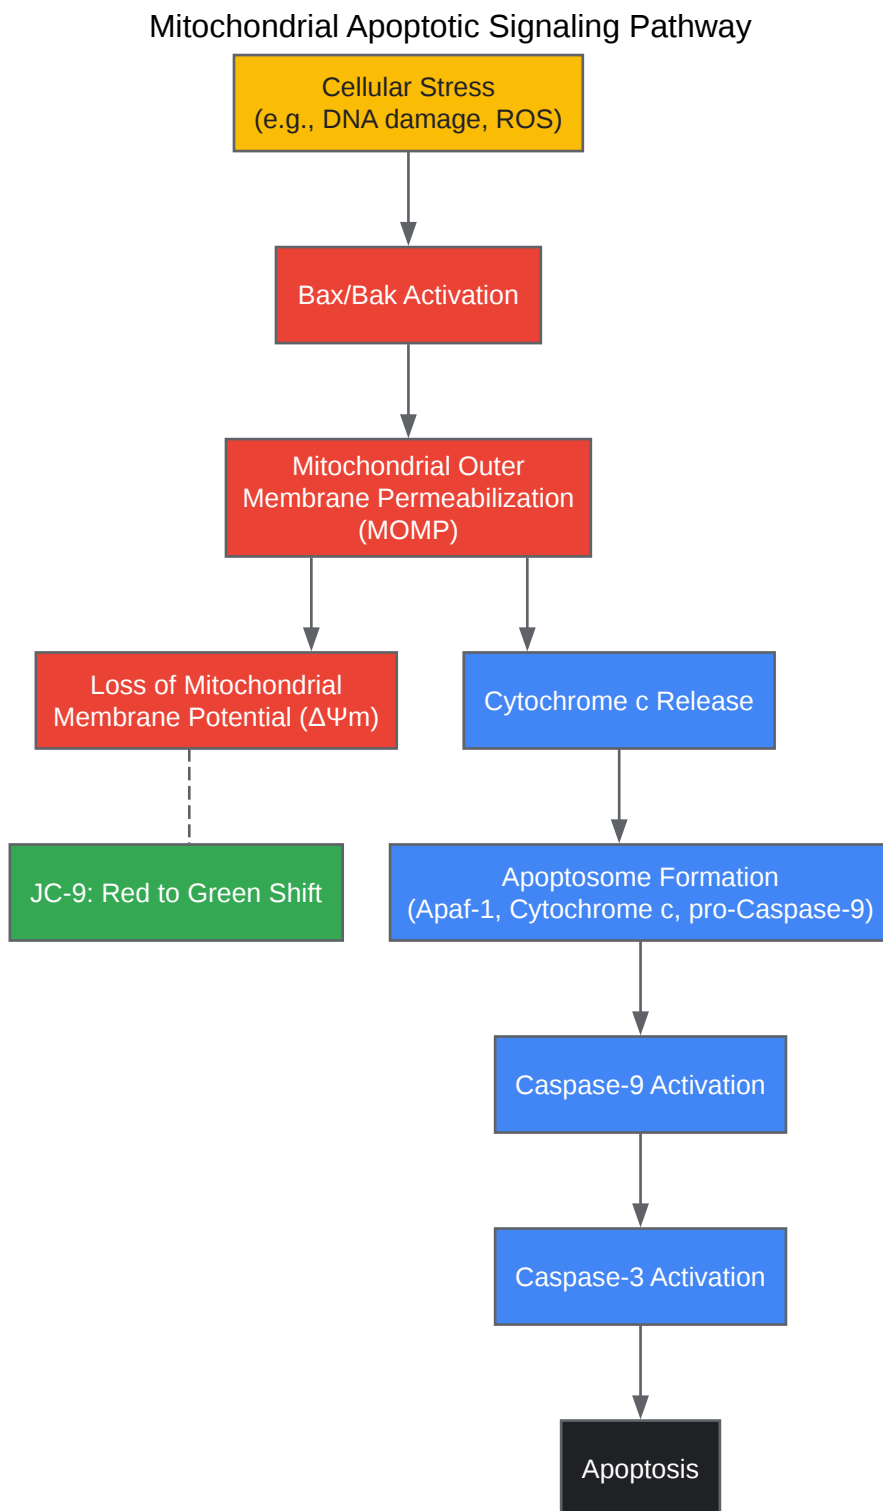 Mitochondrial Apoptotic Signaling Pathway
Cellular Stress
(e.g., DNA damage, ROS)
Bax/Bak Activation
Mitochondrial Outer
Membrane Permeabilization
(MOMP)
Loss of Mitochondrial
Membrane Potential (ΔΨm)
Cytochrome c Release
JC-9: Red to Green Shift
Apoptosome Formation
(Apaf-1, Cytochrome c, pro-Caspase-9)
Caspase-9 Activation
Caspase-3 Activation
Apoptosis